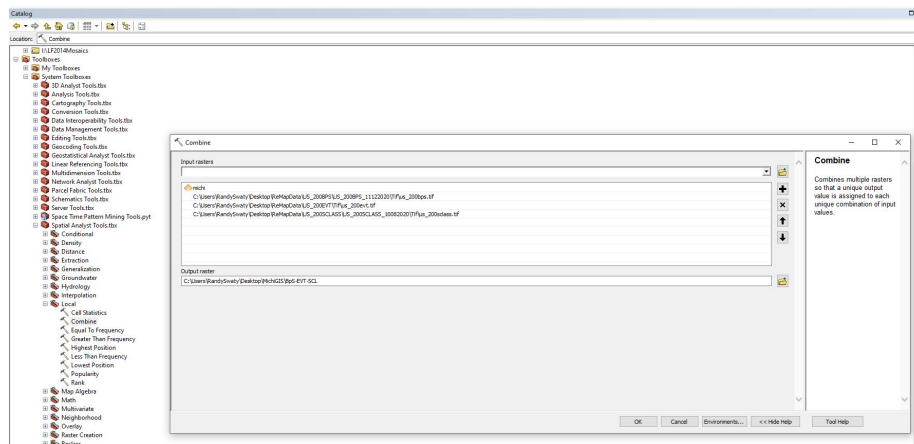 Catalog
Location: Combine
I:\LF2014Mosaics
Toolboxes
My Toolboxes
System Toolboxes
3D Analyst Tools.tbx
Analysis Tools.tbx
Cartography Tools.tbx
Conversion Tools.tbx
Data Interoperability Tools.tbx
Data Management Tools.tbx
Editing Tools.tbx
Geocoding Tools.tbx
Geostatistical Analyst Tools.tbx
Linear Referencing Tools.tbx
Multidimension Tools.tbx
Network Analyst Tools.tbx
Parcel Fabric Tools.tbx
Schematics Tools.tbx
Server Tools.tbx
Space Time Pattern Mining Tools.pyt
Spatial Analyst Tools.tbx
Conditional
Density
Distance
Extraction
Generalization
Groundwater
Hydrology
Interpolation
Local
Cell Statistics
Combine
Equal To Frequency
Greater Than Frequency
Highest Position
Less Than Frequency
Lowest Position
Popularity
Rank
Map Algebra
Math
Multivariate
Neighborhood
Overlay
Raster Creation
Reclass
Combine
Input rasters
michi
C:\Users\RandySwaty\Desktop\ReMapData\US_200BPS\US_200BPS_11122020\Tif\us_200bps.tif
C:\Users\RandySwaty\Desktop\ReMapData\US_200EVT\Tif\us_200evt.tif
C:\Users\RandySwaty\Desktop\ReMapData\US_200SCLASS\US_200SCLASS_10082020\Tif\us_200sclass.tif
Output raster
C:\Users\RandySwaty\Desktop\MichiGIS\BpS-EVT-SCL
OK
Cancel
Environments...
<< Hide Help
Combine
Combines multiple rasters
so that a unique output
value is assigned to each
unique combination of input
values.
Tool Help